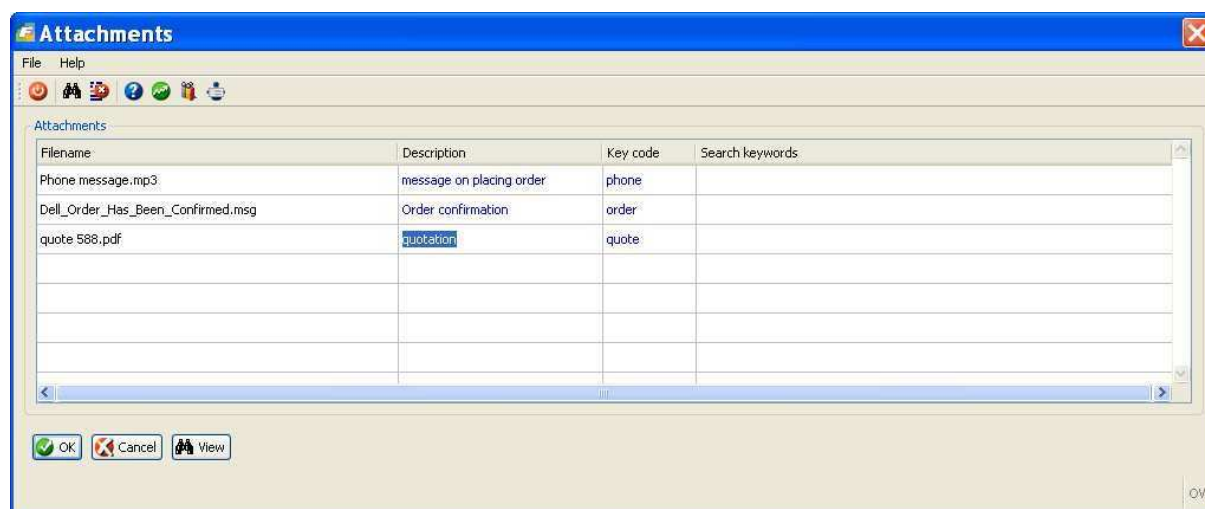 Attachments
File Help
Attachments
Filename Description Key code Search keywords
Phone message.mp3 message on placing order phone
Dell_Order_Has_Been_Confirmed.msg Order confirmation order
quote 588.pdf quotation quote
OK Cancel View